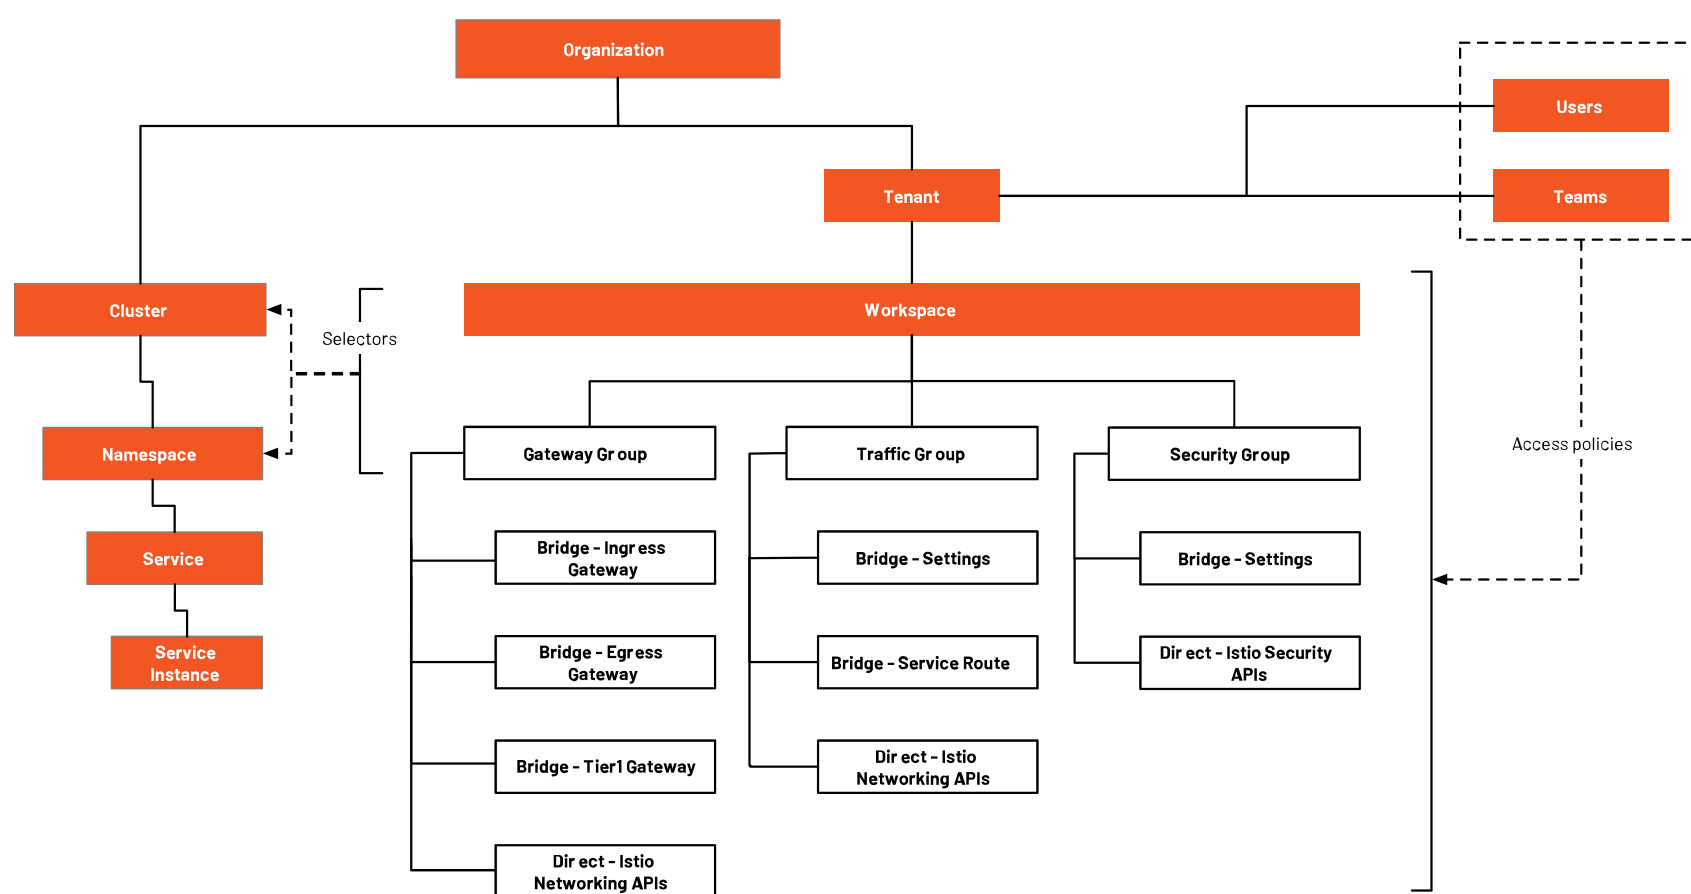 Organization
Users
Tenant
Teams
Cluster
Workspace
Selectors
Access policies
Namespace
Gateway Group
Traffic Group
Security Group
Service
Bridge - Ingress
Gateway
Bridge - Settings
Bridge - Settings
Service
Instance
Bridge - Egress
Gateway
Bridge - Service Route
Direct - Istio Security
APIs
Bridge - Tier1 Gateway
Direct - Istio
Networking APIs
Direct - Istio
Networking APIs